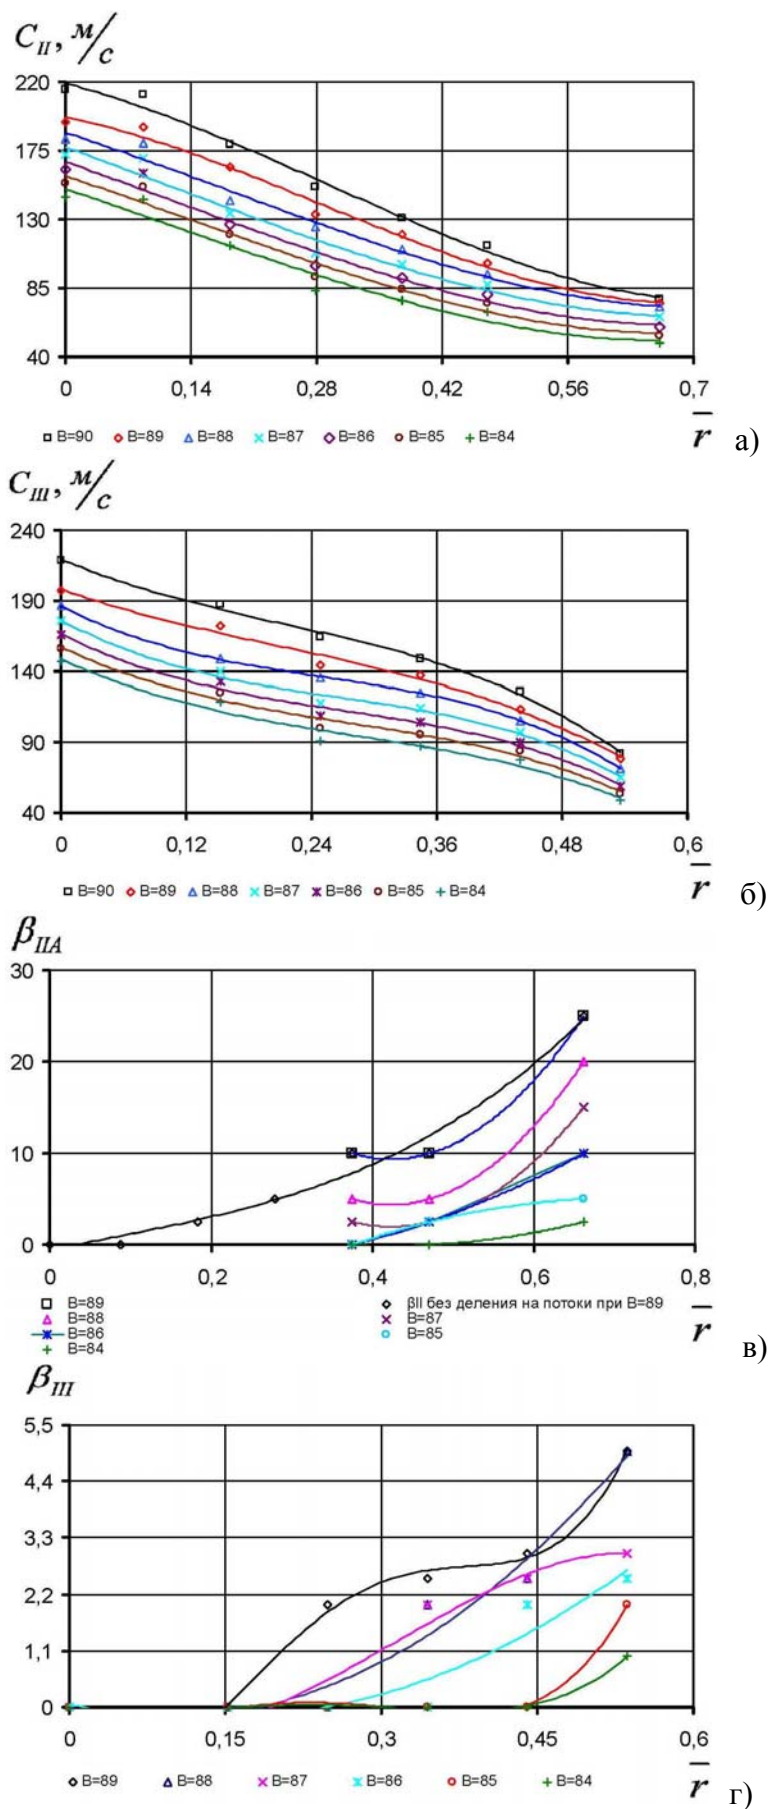 C_II, м/с
220
175
130
85
40
0 0,14 0,28 0,42 0,56 0,7
B=90 B=89 B=88 B=87 B=86 B=85 B=84 r̅ а)
C_III, м/с
240
190
140
90
40
0 0,12 0,24 0,36 0,48 0,6
B=90 B=89 B=88 B=87 B=86 B=85 B=84 r̅ б)
β_IIA
30
20
10
0
0 0,2 0,4 0,6 0,8
B=89 βII без деления на потоки при B=89
B=88 B=87
B=86 B=85 r̅ в)
B=84
β_III
5,5
4,4
3,3
2,2
1,1
0
0 0,15 0,3 0,45 0,6
B=89 B=88 B=87 B=86 B=85 B=84 r̅ г)